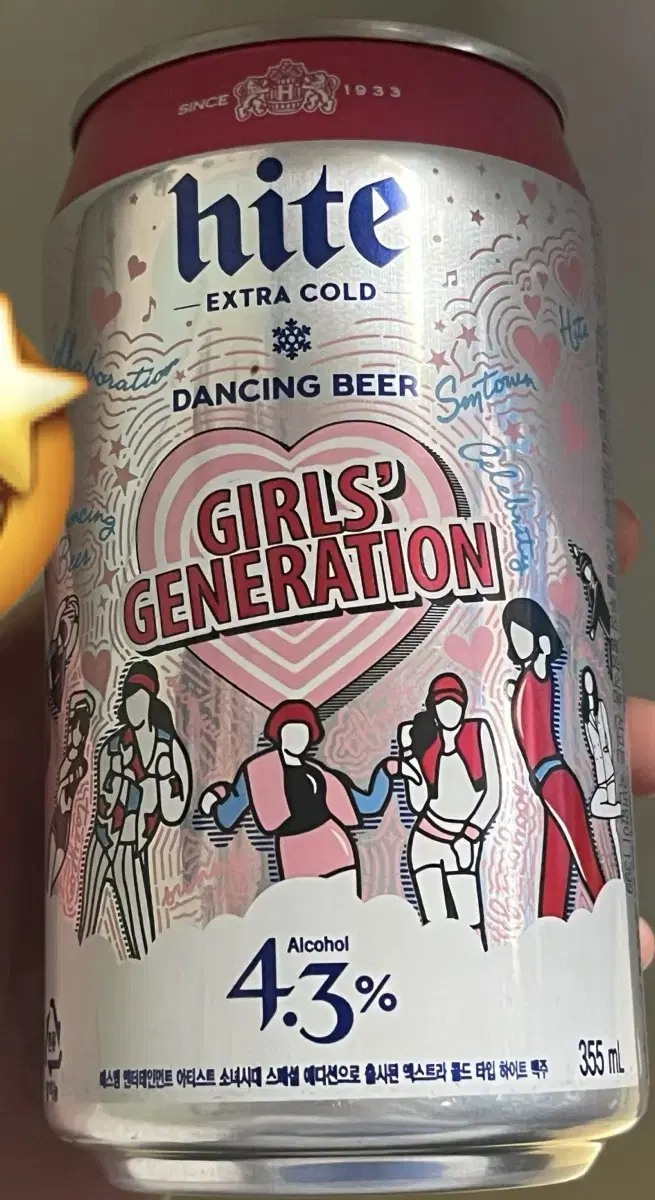 SINCE 1933
H
hite
EXTRA COLD
DANCING BEER
Smtown
Hite
Celebrity
GIRLS'
GENERATION
Beer
Alcohol
4.3%
에스엠 엔터테인먼트 아티스트 소녀시대 스페셜 에디션으로 출시된 엑스트라 콜드 타입 하이트 맥주
355 mL